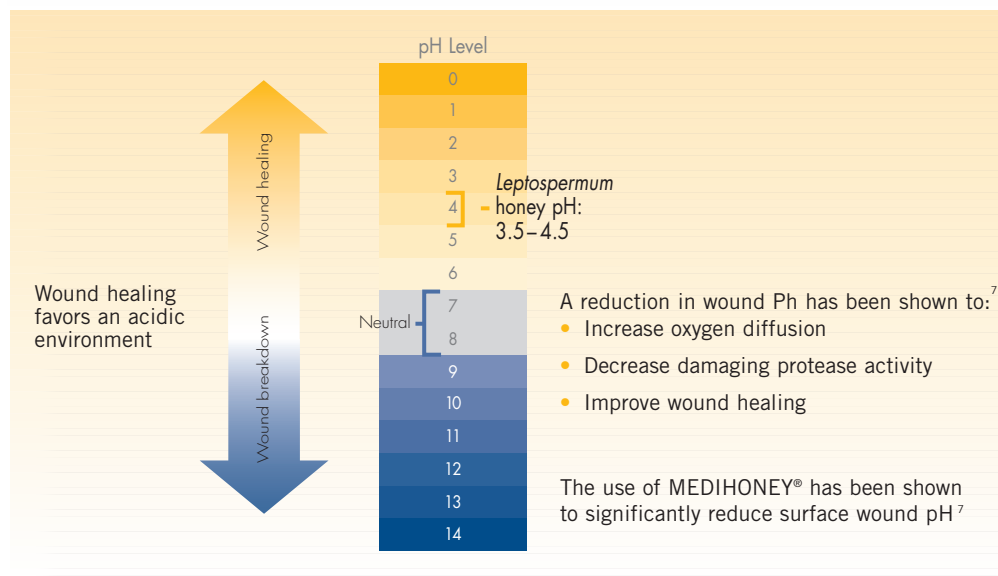 pH Level
0
1
2
3
4
5
6
7
8
9
10
11
12
13
14
Leptospermum
honey pH:
3.5–4.5
Neutral
Wound healing
Wound breakdown
Wound healing
favors an acidic
environment
A reduction in wound Ph has been shown to:7
• Increase oxygen diffusion
• Decrease damaging protease activity
• Improve wound healing
The use of MEDIHONEY® has been shown
to significantly reduce surface wound pH 7